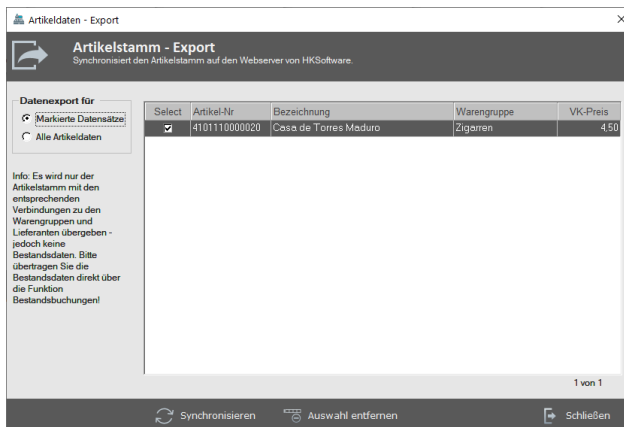 Artikeldaten - Export
Artikelstamm - Export
Synchronisiert den Artikelstamm auf den Webserver von HKSoftware.
Datenexport für
Markierte Datensätze
Alle Artikeldaten
Info: Es wird nur der
Artikelstamm mit den
entsprechenden
Verbindungen zu den
Warengruppen und
Lieferanten übergeben -
jedoch keine
Bestandsdaten. Bitte
übertragen Sie die
Bestandsdaten direkt über
die Funktion
Bestandsbuchungen!
Select Artikel-Nr Bezeichnung Warengruppe VK-Preis
4101110000020 Casa de Torres Maduro Zigarren 4,50
1 von 1
Synchronisieren Auswahl entfernen Schließen